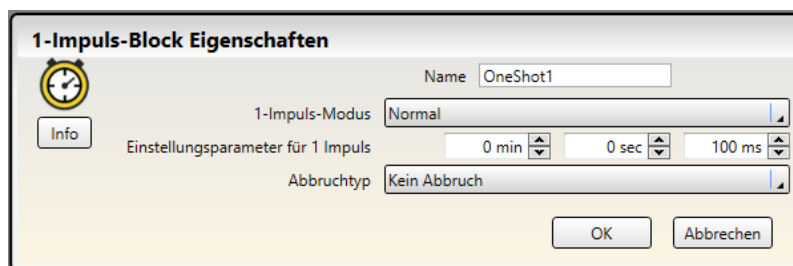 1-Impuls-Block Eigenschaften
Name OneShot1
Info
1-Impuls-Modus Normal
Einstellungsparameter für 1 Impuls 0 min 0 sec 100 ms
Abbruchtyp Kein Abbruch
OK Abbrechen